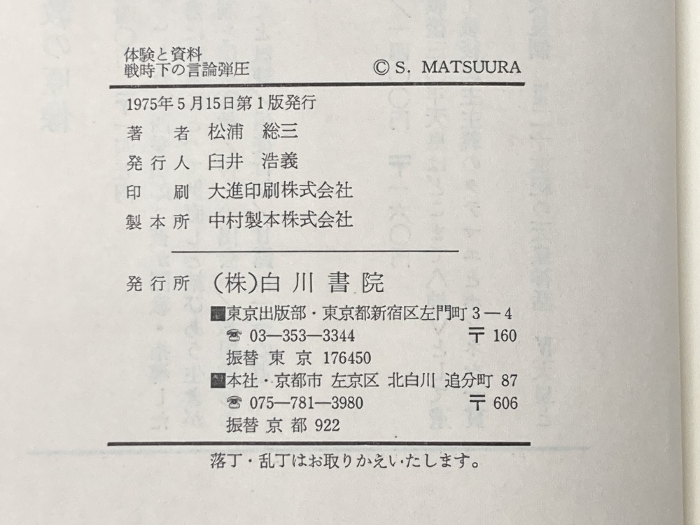 体験と資料
戦時下の言論弾圧
© S. MATSUURA
1975年5月15日第1版発行
著者 松浦 総三
発行人 臼井 浩義
印刷 大進印刷株式会社
製本所 中村製本株式会社
発行所 (株)白川書院
■東京出版部・東京都新宿区左門町3−4
☎ 03―353―3344 〒160
振替 東京 176450
■本社・京都市 左京区 北白川 追分町 87
☎ 075―781―3980 〒606
振替 京都 922
落丁・乱丁はお取りかえいたします。